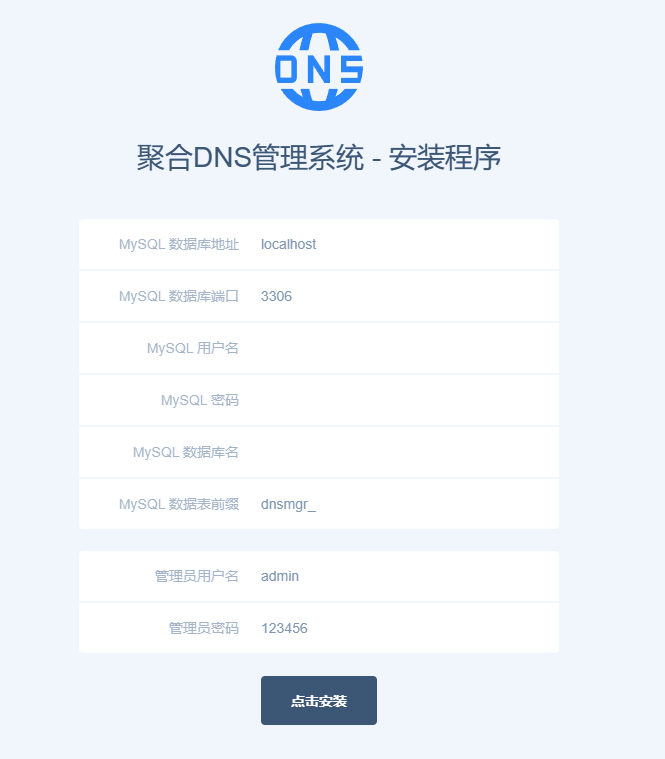 DNS
聚合DNS管理系统 - 安装程序
MySQL 数据库地址 localhost
MySQL 数据库端口 3306
MySQL 用户名
MySQL 密码
MySQL 数据库名
MySQL 数据表前缀 dnsmgr_
管理员用户名 admin
管理员密码 123456
点击安装